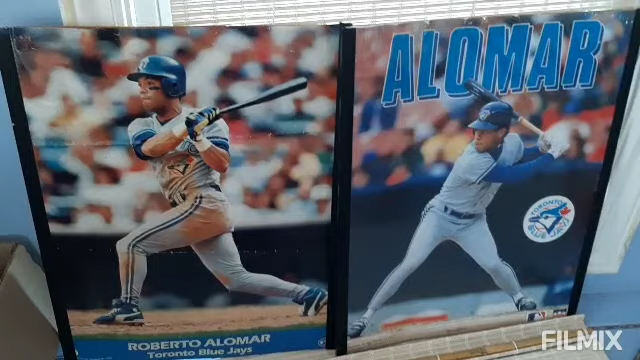 ALOMAR
TORONTO
BLUE JAYS
ROBERTO ALOMAR
Toronto Blue Jays
FILMIX